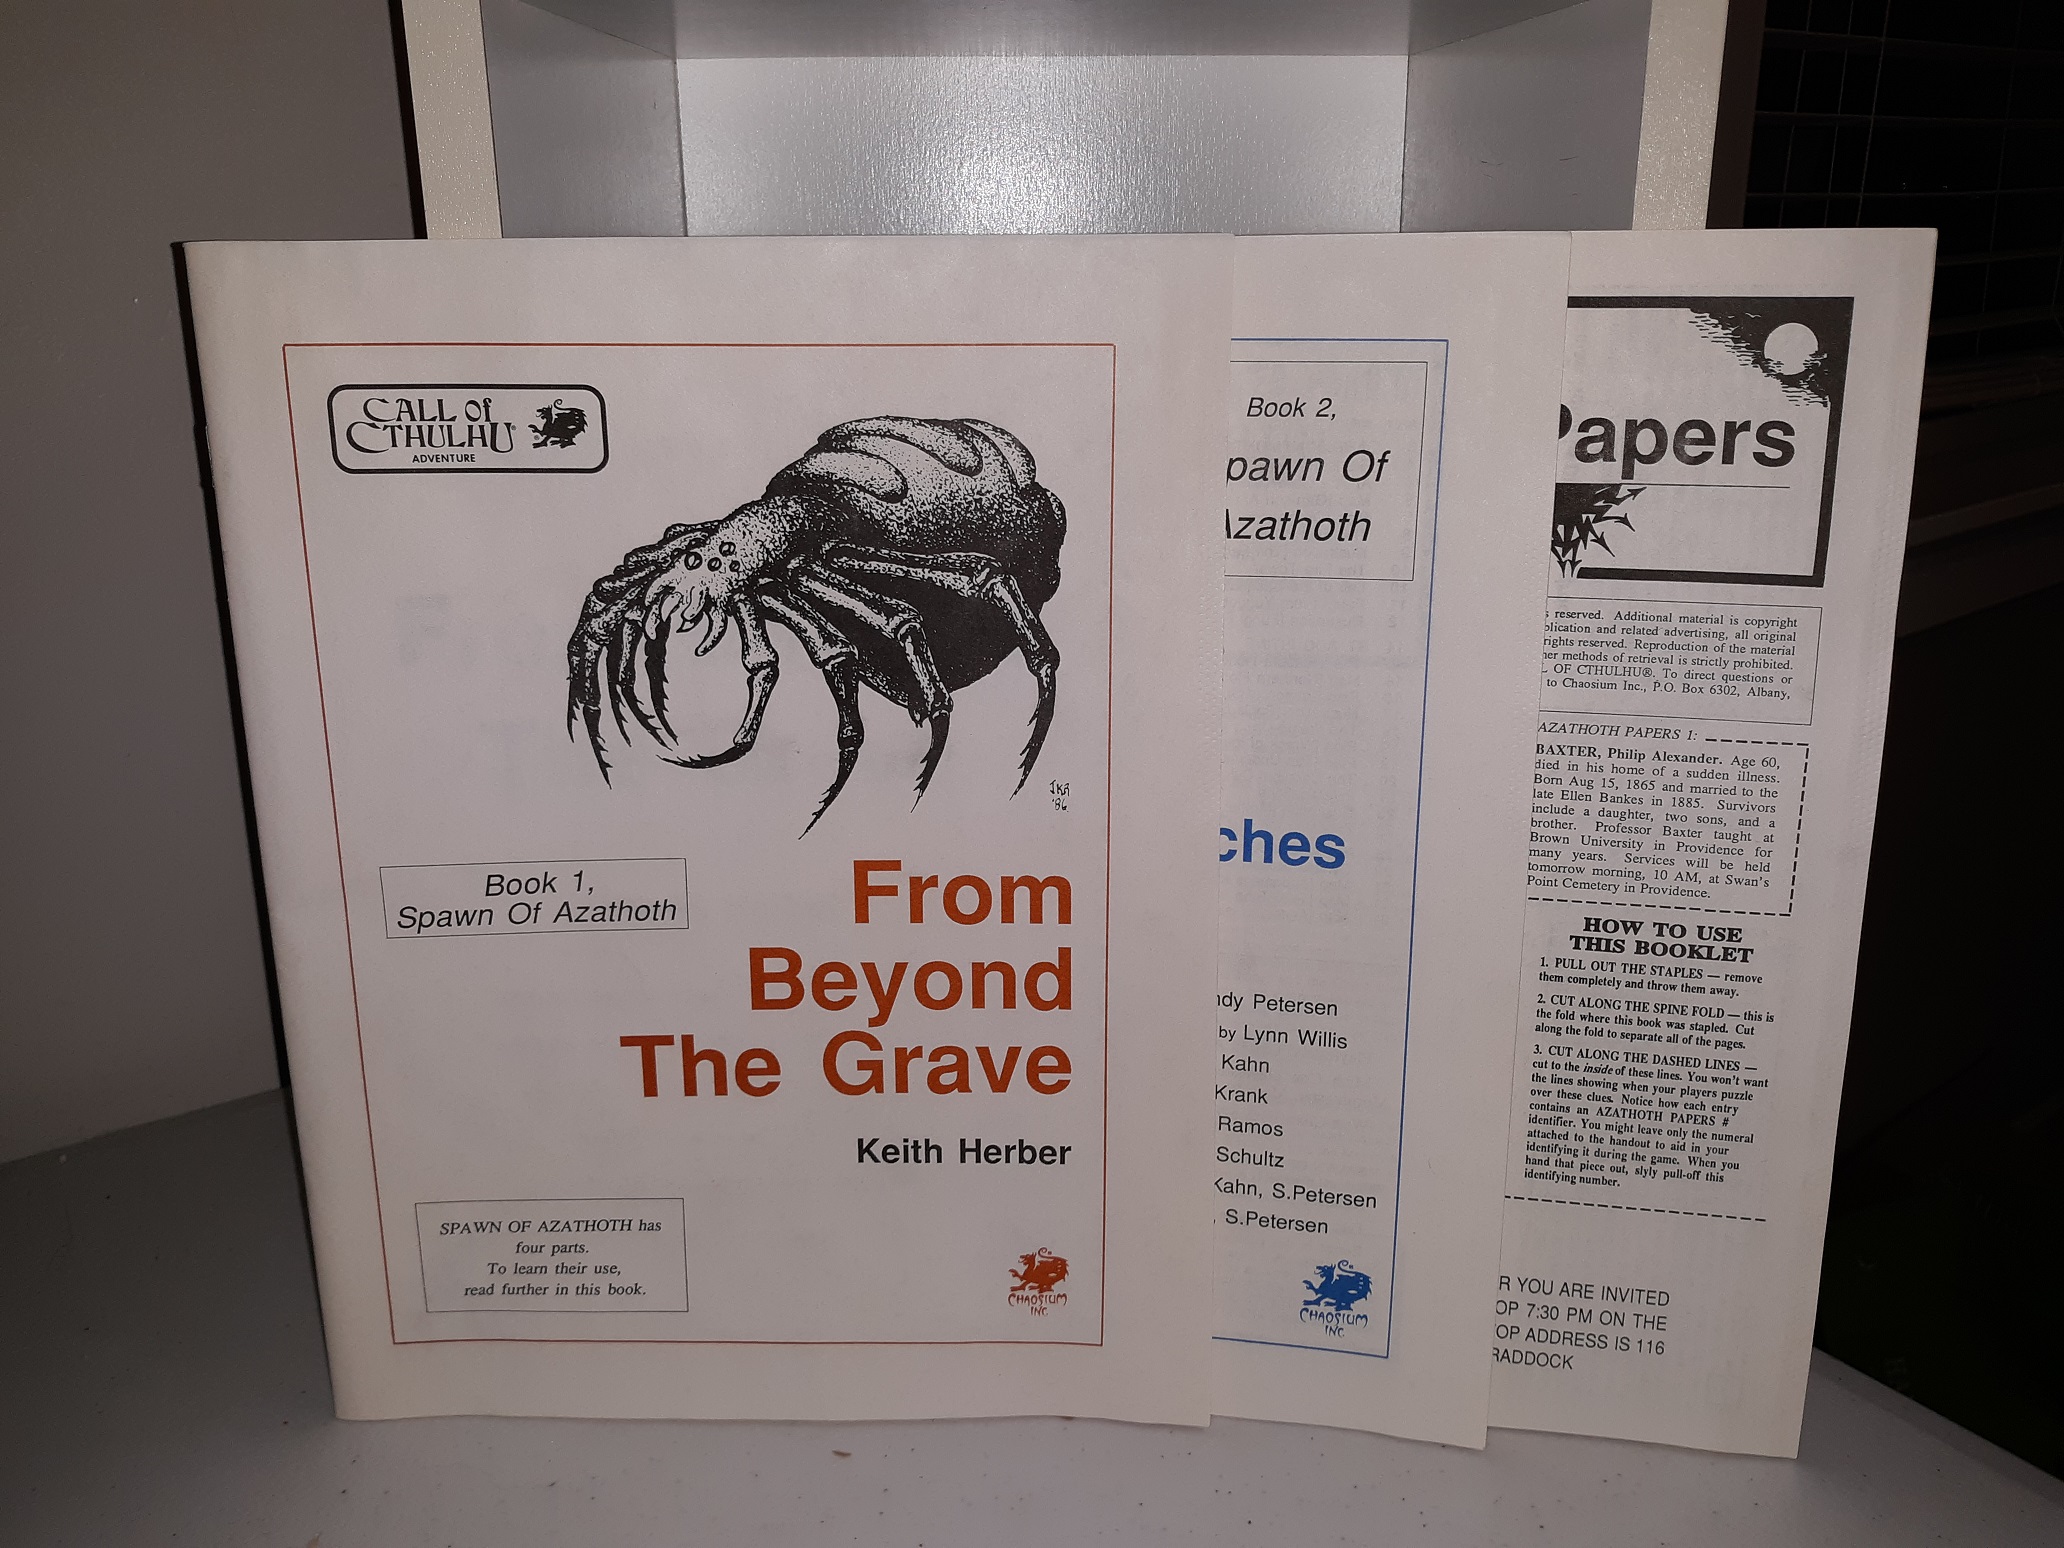 CALL of
CTHULHU®
ADVENTURE
JKR
'86
Book 1,
Spawn Of Azathoth
From
Beyond
The Grave
Keith Herber
SPAWN OF AZATHOTH has
four parts.
To learn their use,
read further in this book.
CHAOSIUM
INC.
Book 2,
pawn Of
Azathoth
ches
ndy Petersen
by Lynn Willis
Kahn
Krank
Ramos
Schultz
Kahn, S.Petersen
, S.Petersen
CHAOSIUM
INC
Papers
s reserved. Additional material is copyright
blication and related advertising, all original
rights reserved. Reproduction of the material
her methods of retrieval is strictly prohibited.
L OF CTHULHU®. To direct questions or
to Chaosium Inc., P.O. Box 6302, Albany,
AZATHOTH PAPERS 1:
BAXTER, Philip Alexander. Age 60,
died in his home of a sudden illness.
Born Aug 15, 1865 and married to the
late Ellen Bankes in 1885. Survivors
include a daughter, two sons, and a
brother. Professor Baxter taught at
Brown University in Providence for
many years. Services will be held
tomorrow morning, 10 AM, at Swan's
Point Cemetery in Providence.
HOW TO USE
THIS BOOKLET
1. PULL OUT THE STAPLES — remove
them completely and throw them away.
2. CUT ALONG THE SPINE FOLD — this is
the fold where this book was stapled. Cut
along the fold to separate all of the pages.
3. CUT ALONG THE DASHED LINES —
cut to the inside of these lines. You won't want
the lines showing when your players puzzle
over these clues. Notice how each entry
contains an AZATHOTH PAPERS #
identifier. You might leave only the numeral
attached to the handout to aid in your
identifying it during the game. When you
hand that piece out, slyly pull-off this
identifying number.
R YOU ARE INVITED
OP 7:30 PM ON THE
OP ADDRESS IS 116
RADDOCK